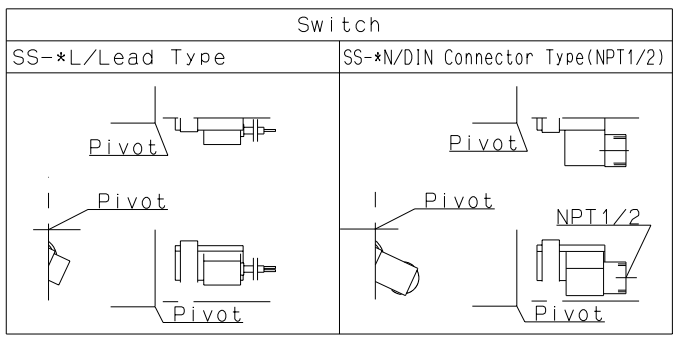 Switch
SS-*L/Lead Type
SS-*N/DIN Connector Type(NPT1/2)
Pivot
Pivot
Pivot
Pivot
NPT1/2
Pivot
Pivot